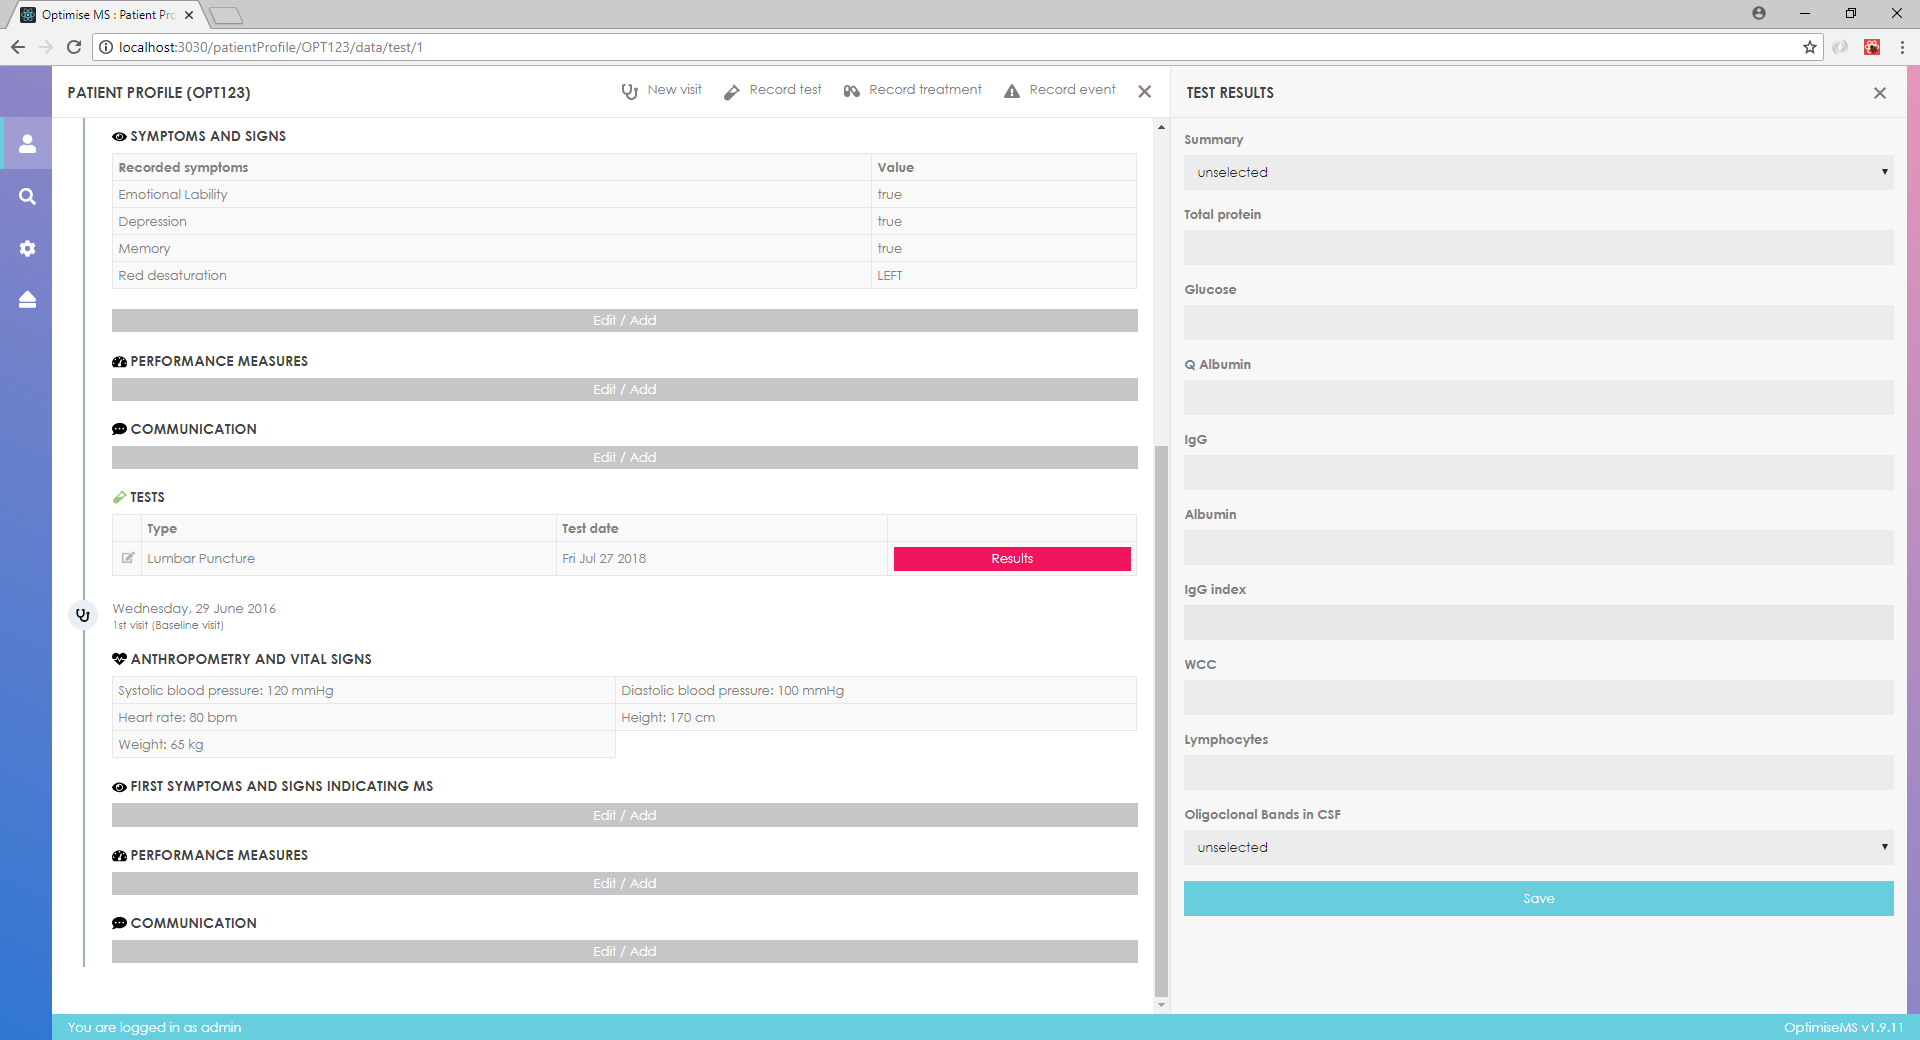 Optimise MS : Patient Pro
localhost:3030/patientProfile/OPT123/data/test/1
PATIENT PROFILE (OPT123)
New visit
Record test
Record treatment
Record event
SYMPTOMS AND SIGNS
Recorded symptoms Value
Emotional Lability true
Depression true
Memory true
Red desaturation LEFT
Edit / Add
PERFORMANCE MEASURES
Edit / Add
COMMUNICATION
Edit / Add
TESTS
Type Test date
Lumbar Puncture Fri Jul 27 2018 Results
Wednesday, 29 June 2016
1st visit (Baseline visit)
ANTHROPOMETRY AND VITAL SIGNS
Systolic blood pressure: 120 mmHg Diastolic blood pressure: 100 mmHg
Heart rate: 80 bpm Height: 170 cm
Weight: 65 kg
FIRST SYMPTOMS AND SIGNS INDICATING MS
Edit / Add
PERFORMANCE MEASURES
Edit / Add
COMMUNICATION
Edit / Add
TEST RESULTS
Summary
unselected
Total protein
Glucose
Q Albumin
IgG
Albumin
IgG index
WCC
Lymphocytes
Oligoclonal Bands in CSF
unselected
Save
You are logged in as admin
OptimiseMS v1.9.11